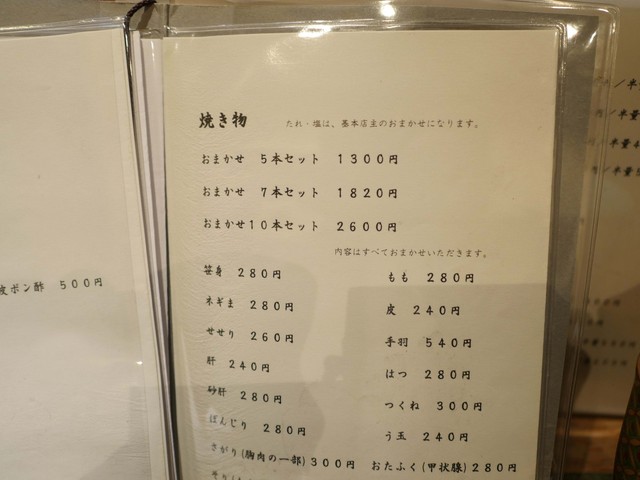 皮ポン酢 500円
焼き物 たれ・塩は、基本店主のおまかせになります。
おまかせ 5本セット 1300円
おまかせ 7本セット 1820円
おまかせ10本セット 2600円
内容はすべておまかせいただきます。
笹身 280円
ネギま 280円
せせり 260円
肝 240円
砂肝 280円
ぼんじり 280円
さがり(胸肉の一部)300円
もも 280円
皮 240円
手羽 540円
はつ 280円
つくね 300円
う玉 240円
おたふく(甲状腺)280円
/半
/半量
/半量4
/半量5